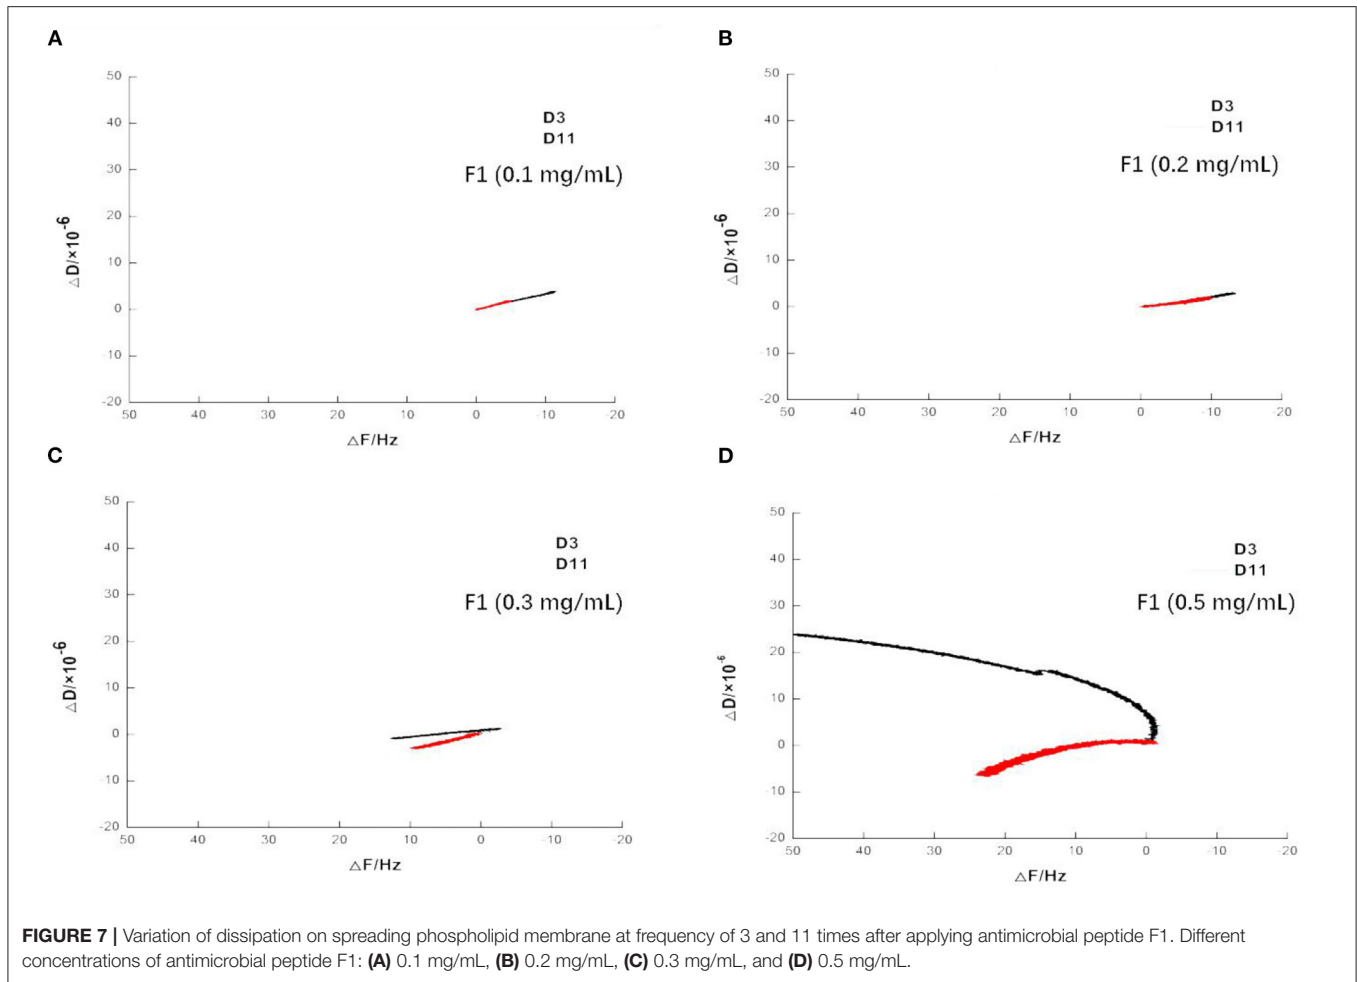 A
50
40
30
20
10
0
-10
-20
50 40 30 20 10 0 -10 -20
△D/×10-6
△F/Hz
D3
D11
F1 (0.1 mg/mL)
B
50
40
30
20
10
0
-10
-20
50 40 30 20 10 0 -10 -20
△D/×10-6
△F/Hz
D3
D11
F1 (0.2 mg/mL)
C
50
40
30
20
10
0
-10
-20
50 40 30 20 10 0 -10 -20
△D/×10-6
△F/Hz
D3
D11
F1 (0.3 mg/mL)
D
50
40
30
20
10
0
-10
-20
50 40 30 20 10 0 -10 -20
△D/×10-6
△F/Hz
D3
D11
F1 (0.5 mg/mL)
FIGURE 7 | Variation of dissipation on spreading phospholipid membrane at frequency of 3 and 11 times after applying antimicrobial peptide F1. Different
concentrations of antimicrobial peptide F1: (A) 0.1 mg/mL, (B) 0.2 mg/mL, (C) 0.3 mg/mL, and (D) 0.5 mg/mL.